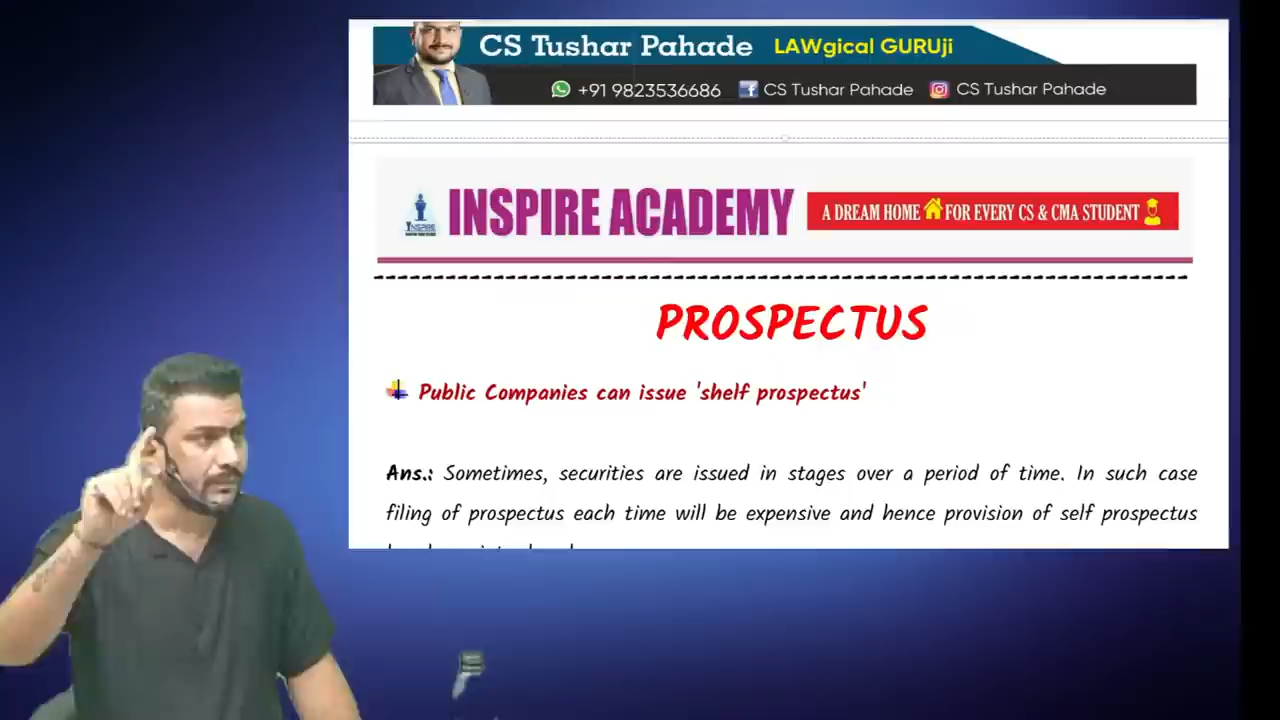 CS Tushar Pahade LAWgical GURUji
+91 9823536686 CS Tushar Pahade CS Tushar Pahade
INSPIRE ACADEMY A DREAM HOME FOR EVERY CS & CMA STUDENT
INSPIRE
PROSPECTUS
Public Companies can issue 'shelf prospectus'
Ans.: Sometimes, securities are issued in stages over a period of time. In such case
filing of prospectus each time will be expensive and hence provision of self prospectus